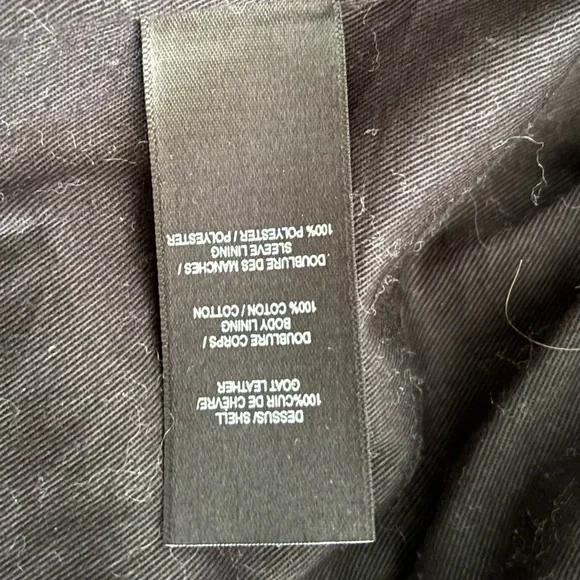 DESSUS/ SHELL
100%CUIR DE CHÈVRE/
GOAT LEATHER
DOUBLURE CORPS /
BODY LINING
100% COTON / COTTON
DOUBLURE DES MANCHES /
SLEEVE LINING
100% POLYESTER / POLYESTER